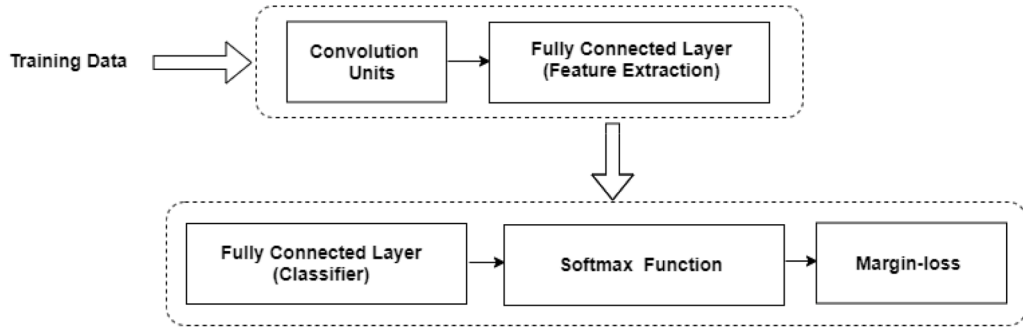 Training Data
Convolution
Units
Fully Connected Layer
(Feature Extraction)
Fully Connected Layer
(Classifier)
Softmax Function
Margin-loss